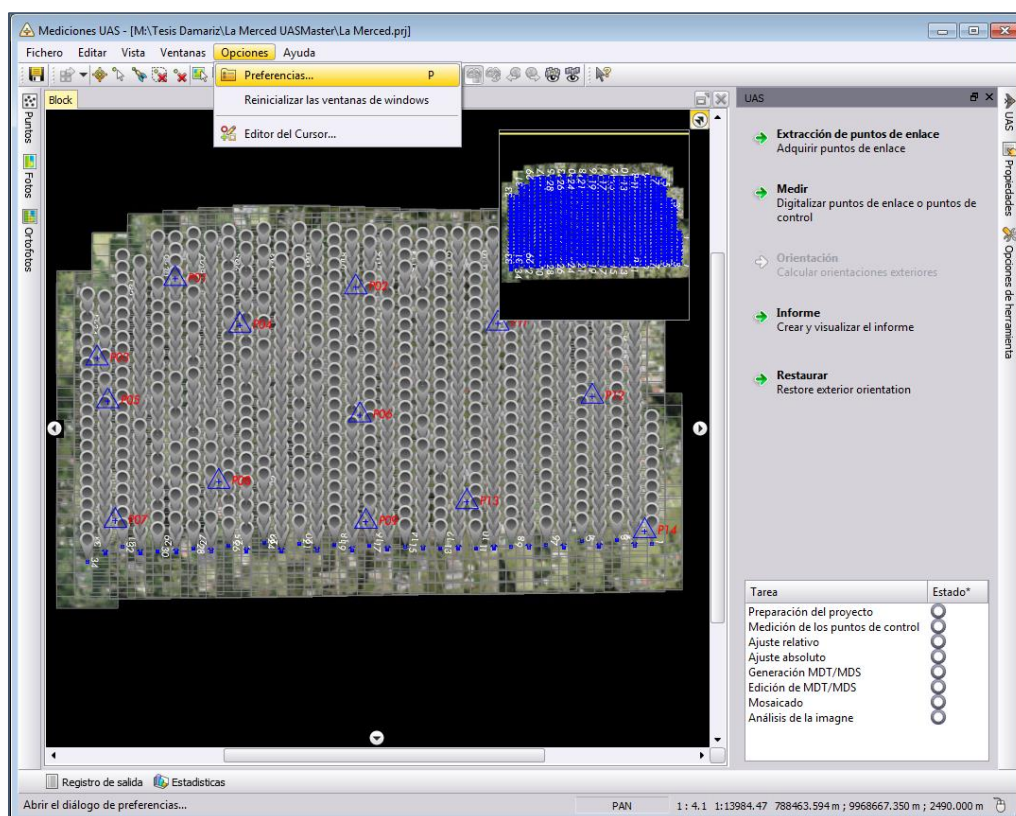 Mediciones UAS - [M:\Tesis Damariz\La Merced UASMaster\La Merced.prj]
Fichero Editar Vista Ventanas Opciones Ayuda
Preferencias... P
Reinicializar las ventanas de windows
Editor del Cursor...
Puntos
Fotos
Ortofotos
Block
P01
P02
P04
P03
P05
P06
P12
P07
P09
P13
P14
UAS
Extracción de puntos de enlace
Adquirir puntos de enlace
Medir
Digitalizar puntos de enlace o puntos de
control
Orientación
Calcular orientaciones exteriores
Informe
Crear y visualizar el informe
Restaurar
Restore exterior orientation
UAS
Propiedades
Opciones de herramienta
Tarea Estado*
Preparación del proyecto
Medición de los puntos de control
Ajuste relativo
Ajuste absoluto
Generación MDT/MDS
Edición de MDT/MDS
Mosaicado
Análisis de la imagne
Registro de salida Estadisticas
Abrir el diálogo de preferencias... PAN 1 : 4.1 1:13984.47 788463.594 m ; 9968667.350 m ; 2490.000 m